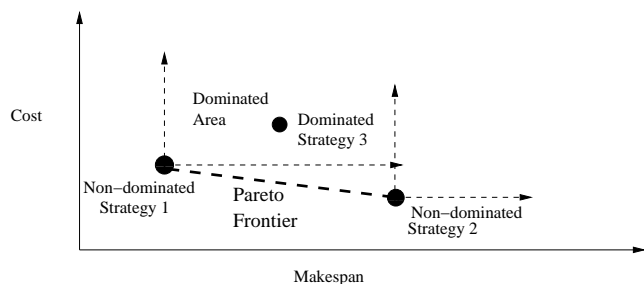 Cost
Dominated
Area
Dominated
Strategy 3
Non−dominated
Strategy 1
Pareto
Frontier
Non−dominated
Strategy 2
Makespan